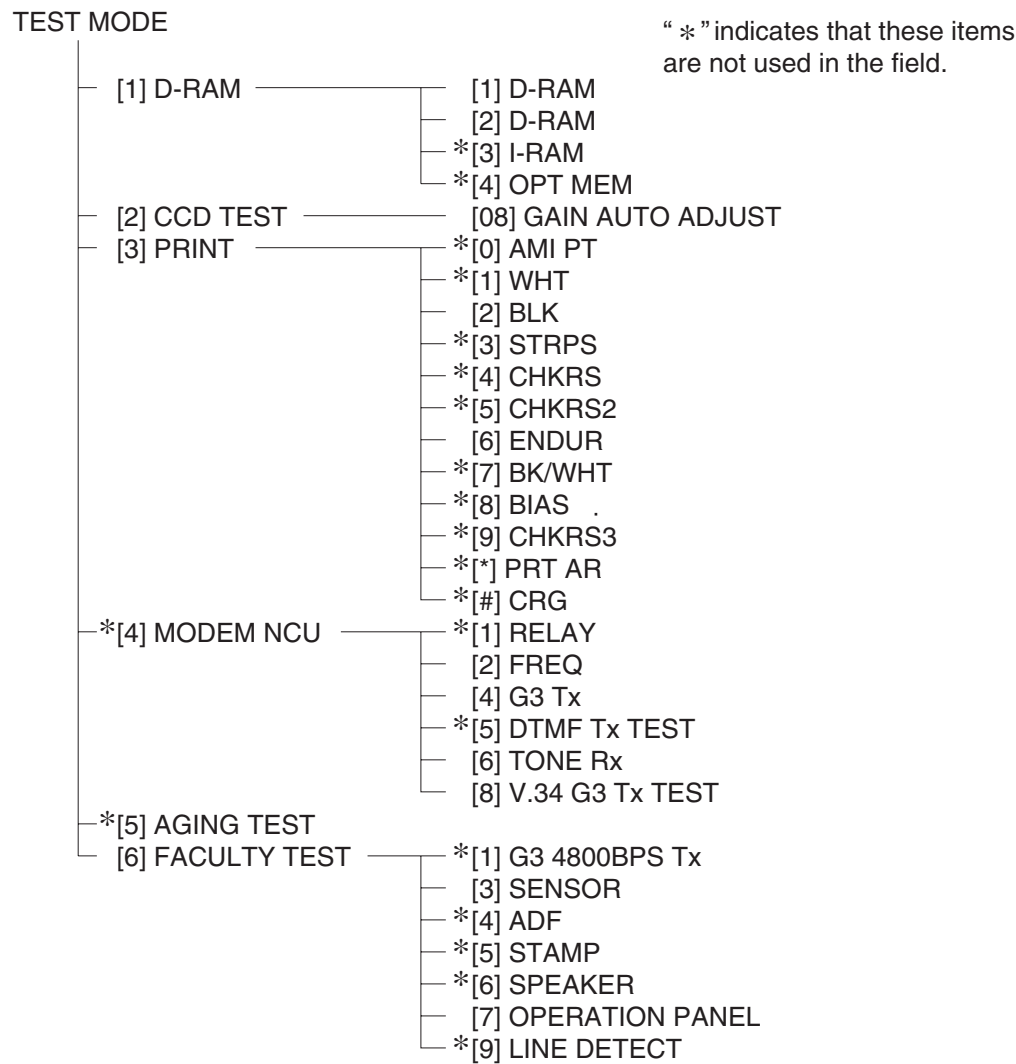 TEST MODE
“ * ” indicates that these items
are not used in the field.
[1] D-RAM
[1] D-RAM
[2] D-RAM
*[3] I-RAM
*[4] OPT MEM
[2] CCD TEST
[08] GAIN AUTO ADJUST
[3] PRINT
*[0] AMI PT
*[1] WHT
[2] BLK
*[3] STRPS
*[4] CHKRS
*[5] CHKRS2
[6] ENDUR
*[7] BK/WHT
*[8] BIAS .
*[9] CHKRS3
*[*] PRT AR
*[#] CRG
*[4] MODEM NCU
*[1] RELAY
[2] FREQ
[4] G3 Tx
*[5] DTMF Tx TEST
[6] TONE Rx
[8] V.34 G3 Tx TEST
*[5] AGING TEST
[6] FACULTY TEST
*[1] G3 4800BPS Tx
[3] SENSOR
*[4] ADF
*[5] STAMP
*[6] SPEAKER
[7] OPERATION PANEL
*[9] LINE DETECT